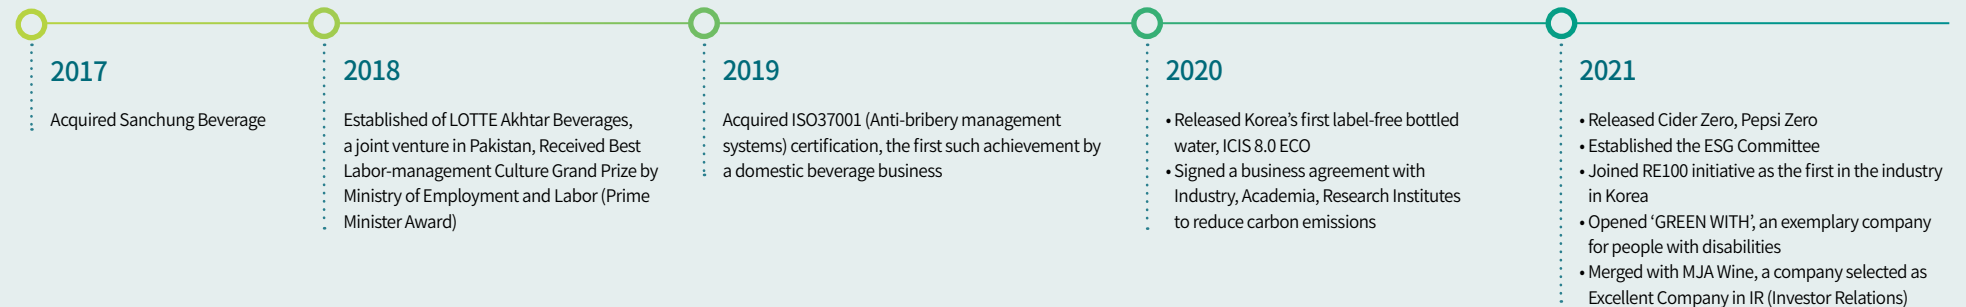 2017
Acquired Sanchung Beverage
2018
Established of LOTTE Akhtar Beverages,
a joint venture in Pakistan, Received Best
Labor-management Culture Grand Prize by
Ministry of Employment and Labor (Prime
Minister Award)
2019
Acquired ISO37001 (Anti-bribery management
systems) certification, the first such achievement by
a domestic beverage business
2020
• Released Korea's first label-free bottled
water, ICIS 8.0 ECO
• Signed a business agreement with
Industry, Academia, Research Institutes
to reduce carbon emissions
2021
• Released Cider Zero, Pepsi Zero
• Established the ESG Committee
• Joined RE100 initiative as the first in the industry
in Korea
• Opened ‘GREEN WITH’, an exemplary company
for people with disabilities
• Merged with MJA Wine, a company selected as
Excellent Company in IR (Investor Relations)